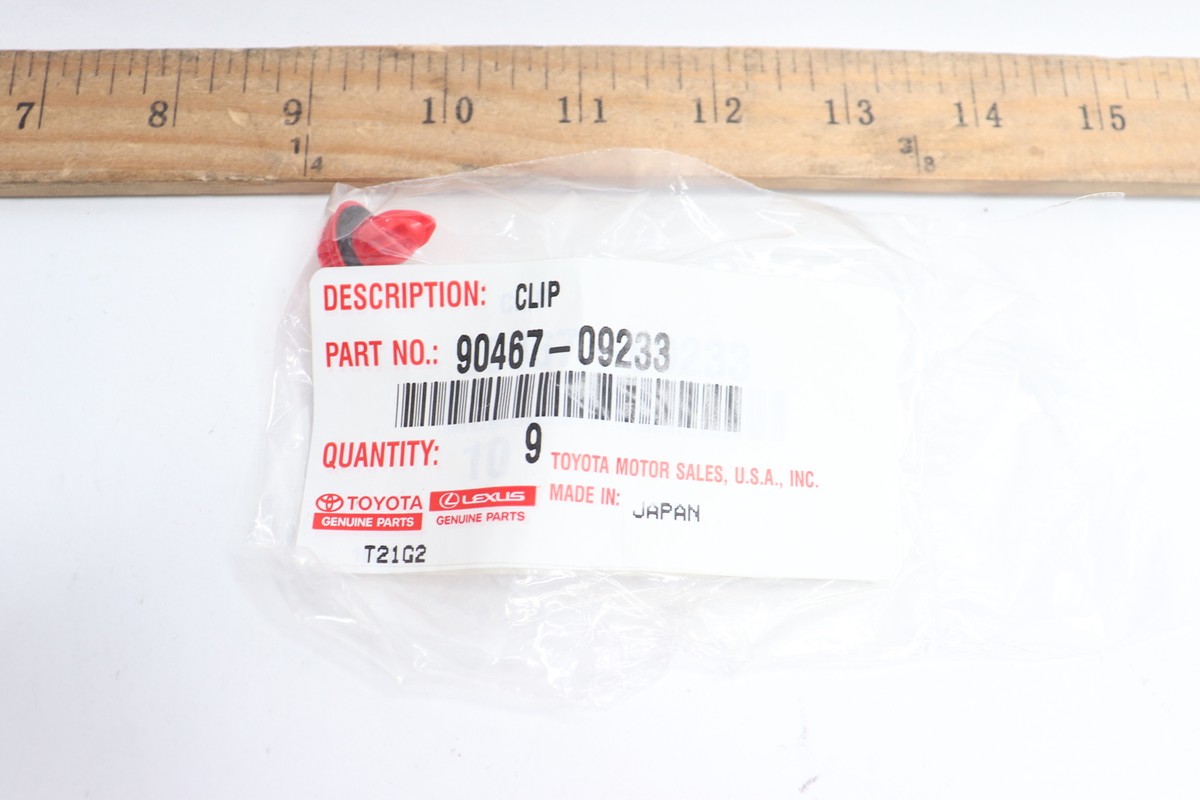 7 8 9 10 11 12 13 14 15
1/4 3/8
DESCRIPTION: CLIP
PART NO.: 90467-09233
QUANTITY: 9
TOYOTA MOTOR SALES, U.S.A., INC.
MADE IN: JAPAN
TOYOTA
GENUINE PARTS
LEXUS
GENUINE PARTS
T21G2